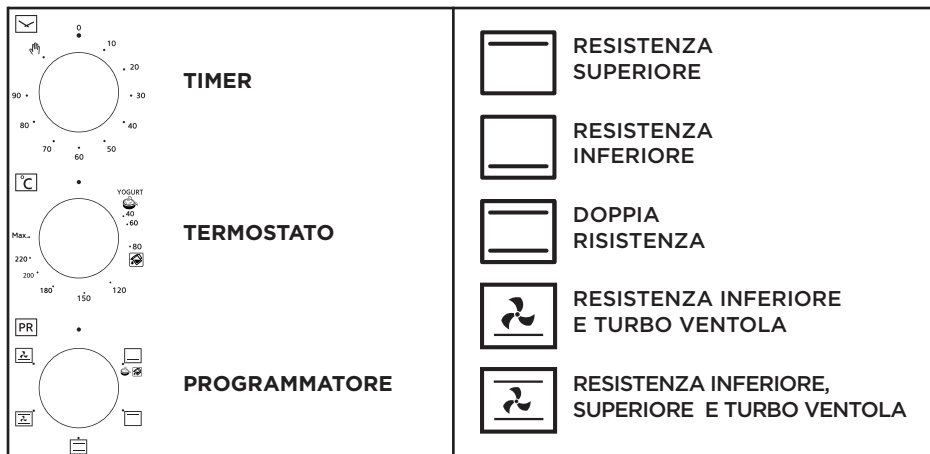 0
10
20
90
30
80
40
70
50
60
TIMER
°C
YOGURT
40
60
Max.
80
220
200
180
120
150
TERMOSTATO
PR
PROGRAMMATORE
RESISTENZA
SUPERIORE
RESISTENZA
INFERIORE
DOPPIA
RISISTENZA
RESISTENZA INFERIORE
E TURBO VENTOLA
RESISTENZA INFERIORE,
SUPERIORE E TURBO VENTOLA